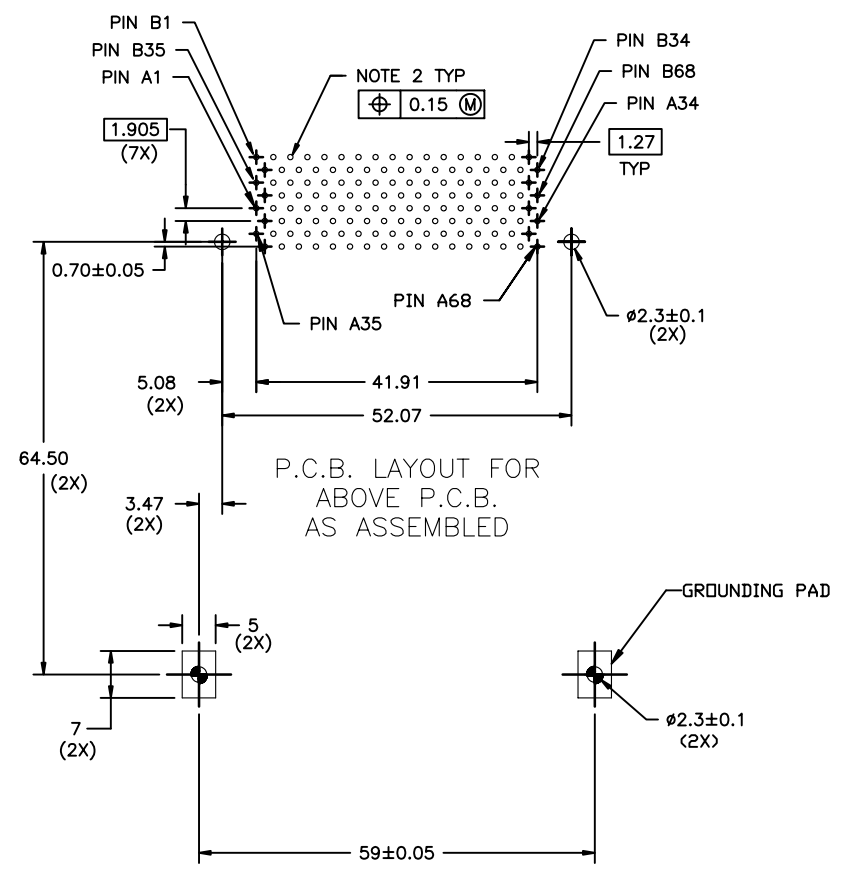 PIN B1
PIN B35
PIN A1
NOTE 2 TYP
⌖ 0.15 Ⓜ
PIN B34
PIN B68
PIN A34
1.905
(7X)
1.27
TYP
0.70±0.05
PIN A68
PIN A35
ø2.3±0.1
(2X)
5.08
(2X)
41.91
52.07
64.50
(2X)
P.C.B. LAYOUT FOR
ABOVE P.C.B.
AS ASSEMBLED
3.47
(2X)
GROUNDING PAD
5
(2X)
7
(2X)
ø2.3±0.1
(2X)
59±0.05